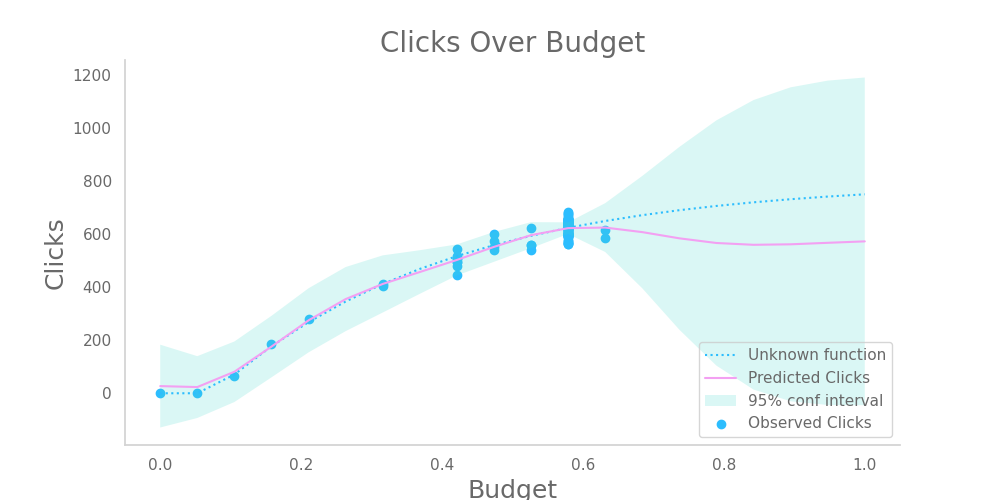 Clicks Over Budget
Clicks
1200
1000
800
600
400
200
0
0.0 0.2 0.4 0.6 0.8 1.0
Budget
Unknown function
Predicted Clicks
95% conf interval
Observed Clicks